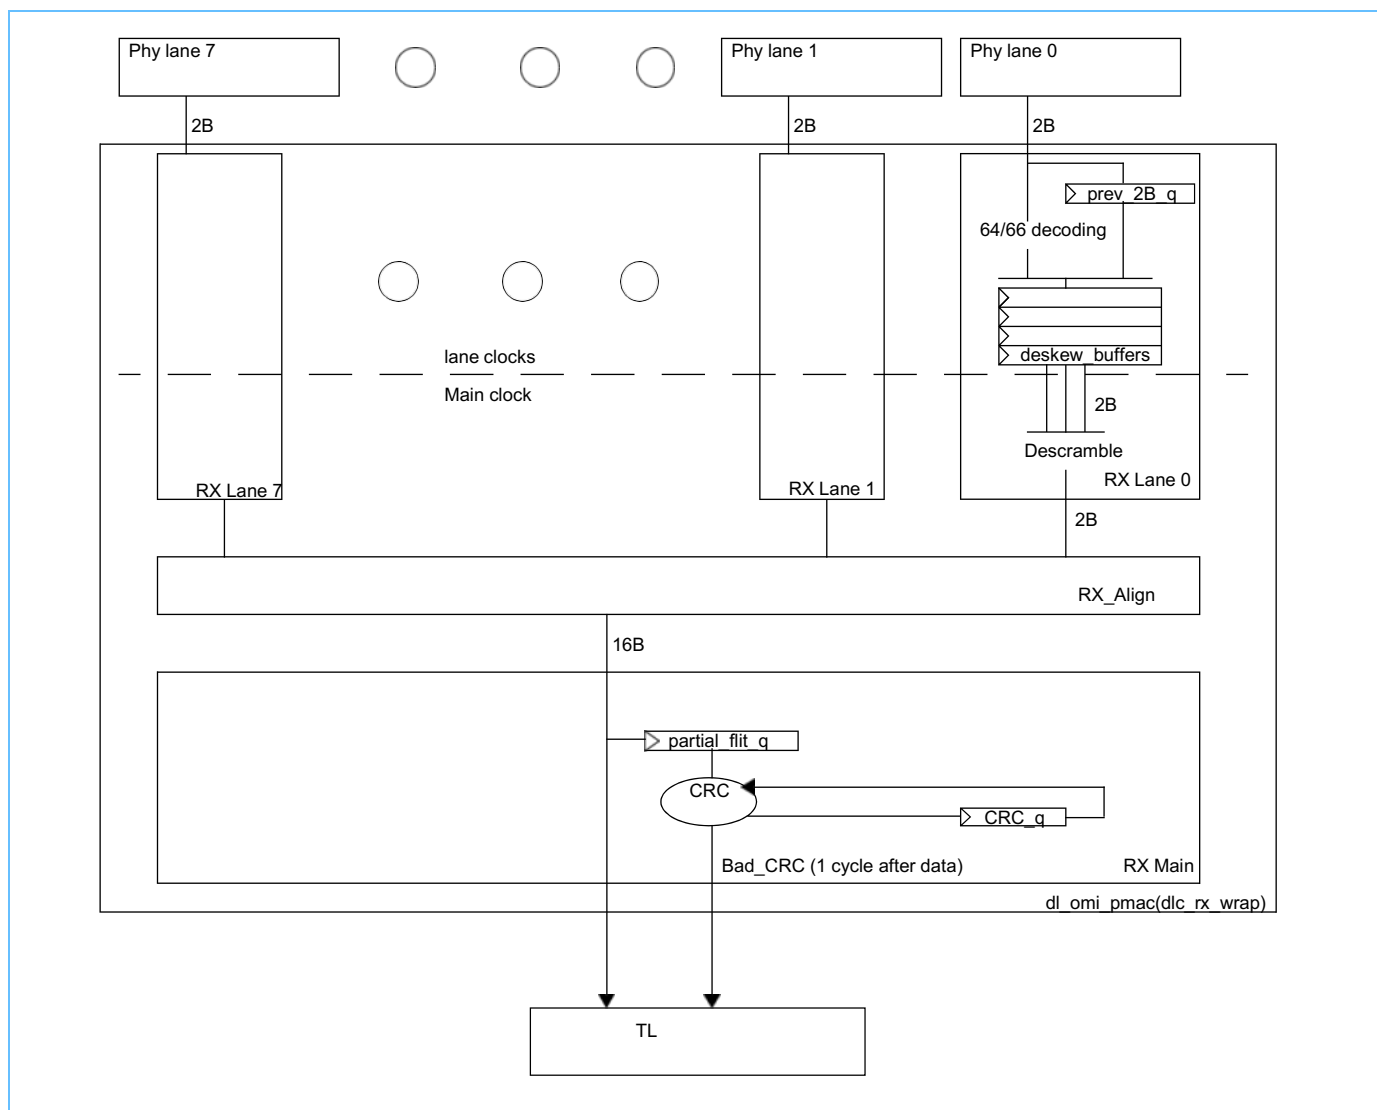 Phy lane 7
Phy lane 1
Phy lane 0
2B
2B
2B
prev_2B_q
64/66 decoding
deskew_buffers
lane clocks
Main clock
2B
Descramble
RX Lane 7
RX Lane 1
RX Lane 0
2B
RX_Align
16B
partial_flit_q
CRC
CRC_q
Bad_CRC (1 cycle after data)
RX Main
dl_omi_pmac(dlc_rx_wrap)
TL